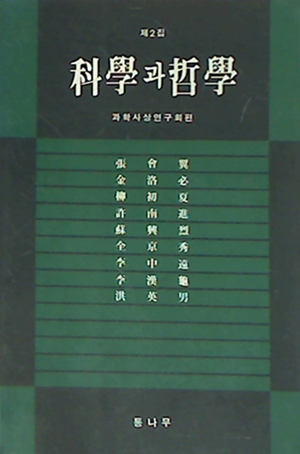 제2집
科學과哲學
과학사상연구회편
張會翼
金洛必
柳初夏
許南進
蘇興烈
全京秀
李中遠
李漢龜
洪英男
통나무